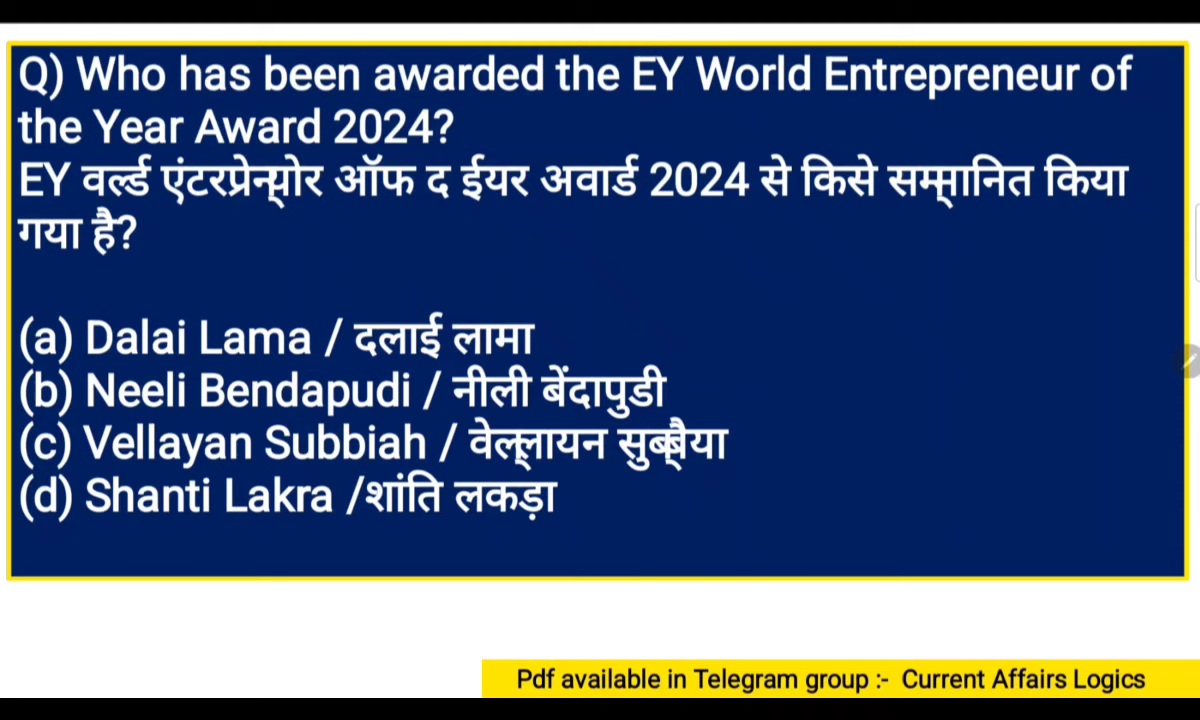 Q) Who has been awarded the EY World Entrepreneur of
the Year Award 2024?
EY वर्ल्ड एंटरप्रेन्योर ऑफ द ईयर अवार्ड 2024 से किसे सम्मानित किया
गया है?
(a) Dalai Lama / दलाई लामा
(b) Neeli Bendapudi / नीली बेंदापुडी
(c) Vellayan Subbiah / वेल्लायन सुब्बैया
(d) Shanti Lakra /शांति लकड़ा
Pdf available in Telegram group :- Current Affairs Logics